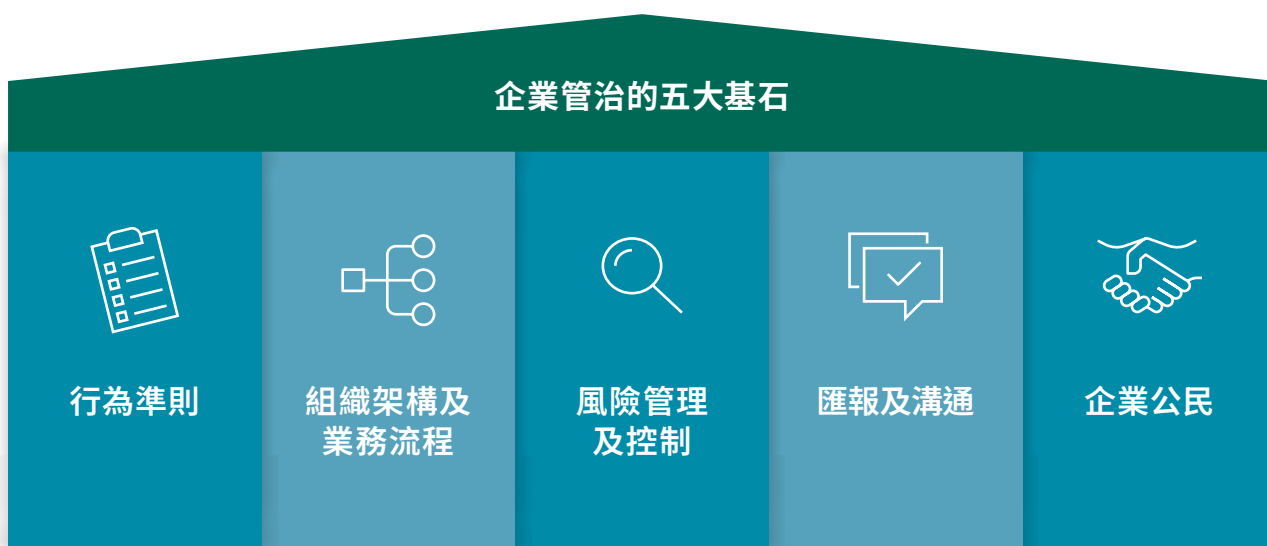 企業管治的五大基石
行為準則
組織架構及
業務流程
風險管理
及控制
匯報及溝通
企業公民